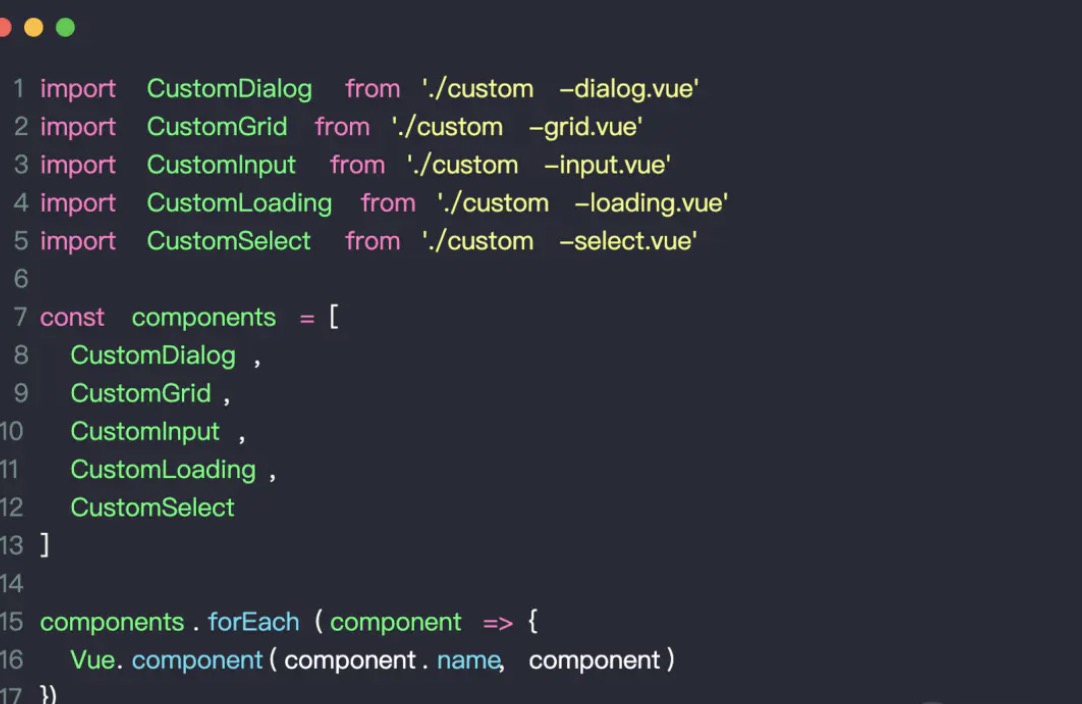 1 import CustomDialog from './custom -dialog.vue'
2 import CustomGrid from './custom -grid.vue'
3 import CustomInput from './custom -input.vue'
4 import CustomLoading from './custom -loading.vue'
5 import CustomSelect from './custom -select.vue'
6
7 const components = [
8 CustomDialog ,
9 CustomGrid ,
10 CustomInput ,
11 CustomLoading ,
12 CustomSelect
13 ]
14
15 components . forEach ( component => {
16 Vue. component ( component . name, component )
17 })